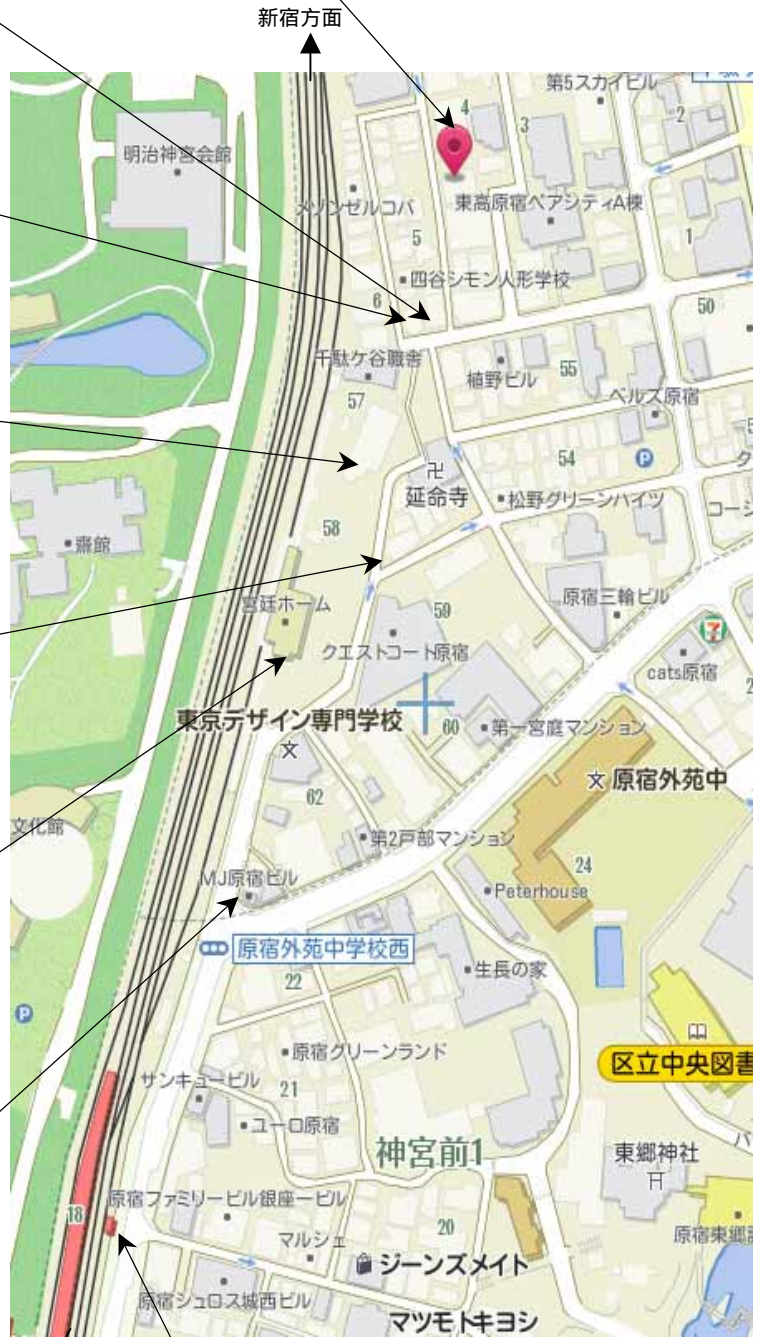 新宿方面
第5スカイビル
4
3
2
明治神宮会館
メゾンゼルコバ
東高原宿ペアシティA棟
5
1
四谷シモン人形学校
6
50
千駄ケ谷職舎
植野ビル
55
57
ベルズ原宿
卍
延命寺
54
P
松野グリーンハイツ
コージ
58
齋館
宮廷ホーム
59
原宿三輪ビル
クエストコート原宿
cats原宿
東京デザイン専門学校
文
60
第一宮庭マンション
文 原宿外苑中
62
文化館
第2戸部マンション
24
MJ原宿ビル
Peterhouse
原宿外苑中学校西
生長の家
22
P
原宿グリーンランド
区立中央図書
サンキュービル
21
ユーロ原宿
神宮前1
東郷神社
原宿ファミリービル銀座一ビル
18
20
マルシェ
原宿東郷
ジーンズメイト
原宿シュロス城西ビル
マツモトキヨシ